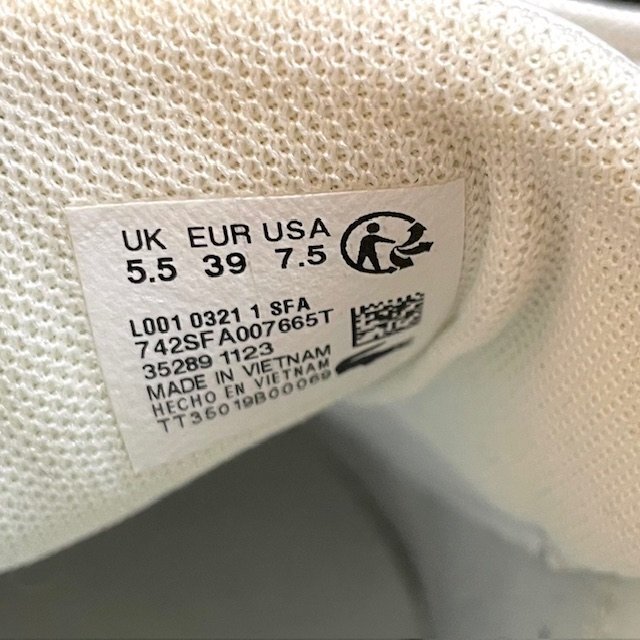 UK EUR USA
5.5 39 7.5
L001 0321 1 SFA
742SFA007665T
35289 1123
MADE IN VIETNAM
HECHO EN VIETNAM
TT36019B00068